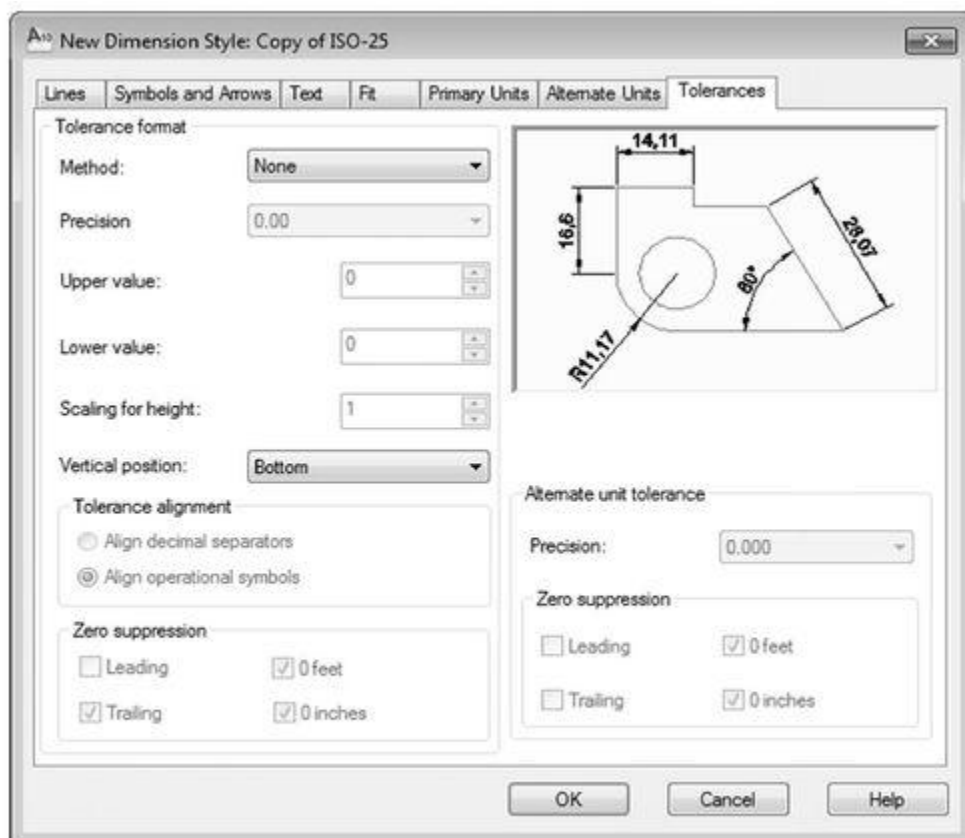 New Dimension Style: Copy of ISO-25
Lines Symbols and Arrows Text Fit Primary Units Alternate Units Tolerances
Tolerance format
Method: None
Precision 0.00
Upper value: 0
Lower value: 0
Scaling for height: 1
Vertical position: Bottom
Tolerance alignment
Align decimal separators
Align operational symbols
Zero suppression
Leading 0 feet
Trailing 0 inches
14,11
16,6
28,07
60°
R11,17
Alternate unit tolerance
Precision: 0.000
Zero suppression
Leading 0 feet
Trailing 0 inches
OK Cancel Help